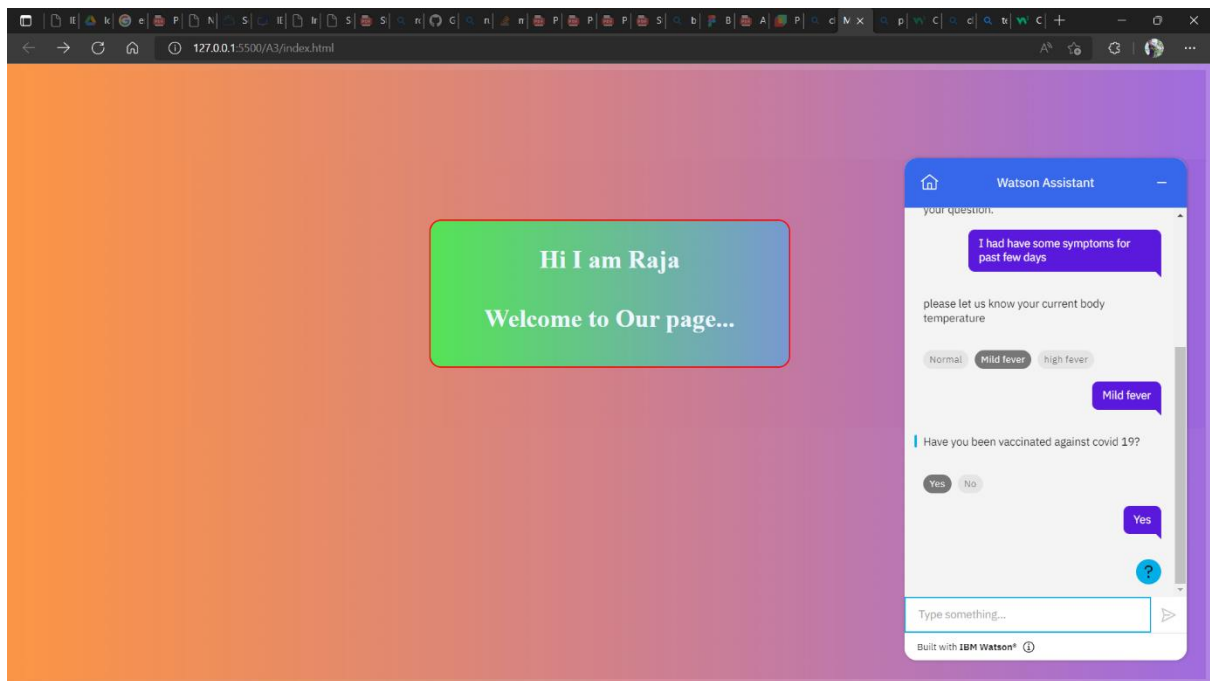 127.0.0.1:5500/A3/index.html
Hi I am Raja
Welcome to Our page...
Watson Assistant
your question.
I had have some symptoms for
past few days
please let us know your current body
temperature
Normal Mild fever high fever
Mild fever
Have you been vaccinated against covid 19?
Yes No
Yes
?
Type something...
Built with IBM Watson®